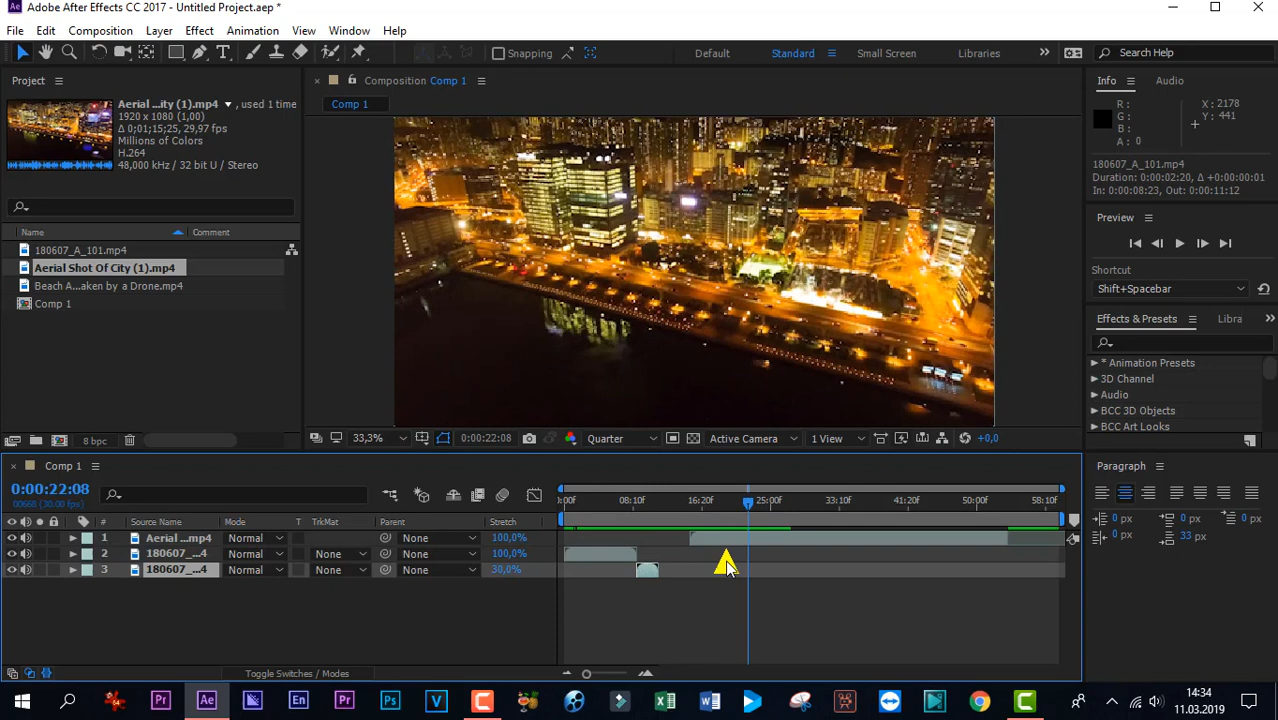 Adobe After Effects CC 2017 - Untitled Project.aep *
File Edit Composition Layer Effect Animation View Window Help
Snapping Default Standard Small Screen Libraries Search Help
Project
Aerial ...ity (1).mp4 , used 1 time
1920 x 1080 (1,00)
Δ 0;01;15;25, 29,97 fps
Millions of Colors
H.264
48,000 kHz / 32 bit U / Stereo
Name Comment
180607_A_101.mp4
Aerial Shot Of City (1).mp4
Beach A...aken by a Drone.mp4
Comp 1
8 bpc
Composition Comp 1
Comp 1
33,3% 0:00:22:08 Quarter Active Camera 1 View +0,0
Info Audio
R : X : 2178
G : Y : 441
B :
A : 0
180607_A_101.mp4
Duration: 0:00:02:20, Δ +0:00:00:01
In: 0:00:08:23, Out: 0:00:11:12
Preview
Shortcut
Shift+Spacebar
Effects & Presets Libra
* Animation Presets
3D Channel
Audio
BCC 3D Objects
BCC Art Looks
Paragraph
0 px 0 px 0 px
0 px 33 px
Comp 1
0:00:22:08
00668 (30.00 fps)
# Source Name Mode T TrkMat Parent Stretch
:00f 08:10f 16:20f 25:00f 33:10f 41:20f 50:00f 58:10f
1 Aerial ...mp4 Normal None 100,0%
2 180607_...4 Normal None None 100,0%
3 180607_...4 Normal None None 30,0%
Toggle Switches / Modes
Pr Ae En Pr Ps V
14:34
11.03.2019